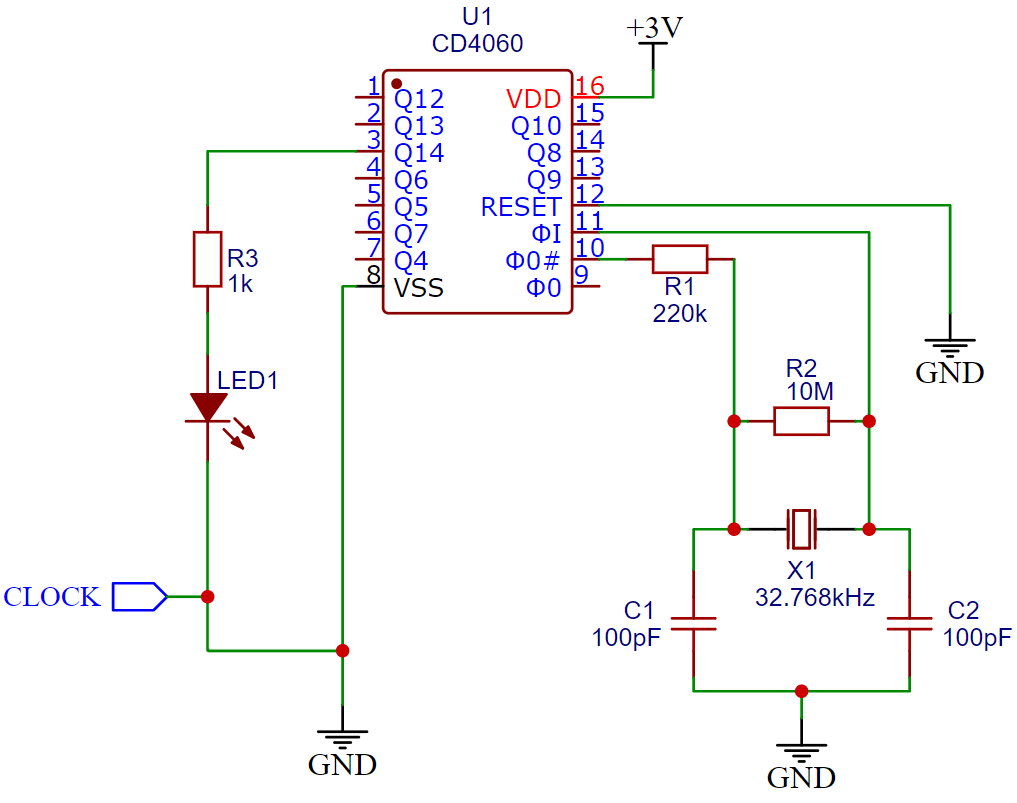 U1
CD4060
+3V
1
Q12
2
Q13
3
Q14
4
Q6
5
Q5
6
Q7
7
Q4
8
VSS
16
VDD
15
Q10
14
Q8
13
Q9
12
RESET
11
ΦI
10
Φ0#
9
Φ0
R3
1k
LED1
CLOCK
GND
R1
220k
GND
R2
10M
X1
32.768kHz
C1
100pF
C2
100pF
GND